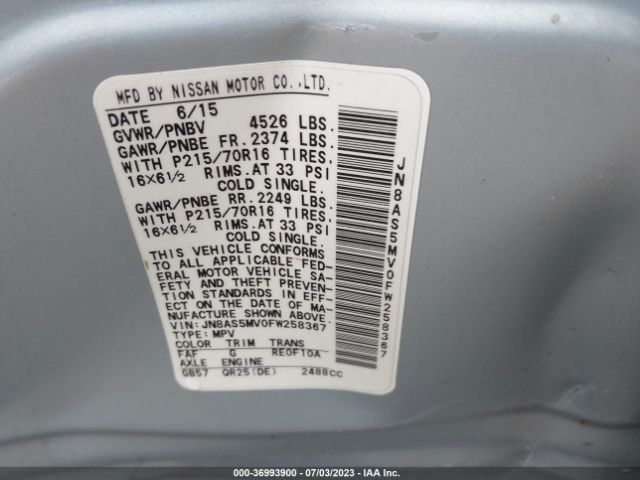 MFD BY NISSAN MOTOR CO.,LTD.
DATE 6/15
GVWR/PNBV 4526 LBS.
GAWR/PNBE FR. 2374 LBS.
WITH P215/70R16 TIRES,
16X6½ RIMS.AT 33 PSI
COLD SINGLE.
GAWR/PNBE RR. 2249 LBS.
WITH P215/70R16 TIRES,
16X6½ RIMS.AT 33 PSI
COLD SINGLE.
THIS VEHICLE CONFORMS
TO ALL APPLICABLE FED-
ERAL MOTOR VEHICLE SA-
FETY AND THEFT PREVEN-
TION STANDARDS IN EFF-
ECT ON THE DATE OF MA-
NUFACTURE SHOWN ABOVE.
VIN: JN8AS5MV0FW258367
TYPE: MPV
COLOR TRIM TRANS
FAF G RE0F10A
AXLE ENGINE
GB57 QR25(DE) 2488CC
JN8AS5MV0FW258367
000-36993900 - 07/03/2023 - IAA Inc.